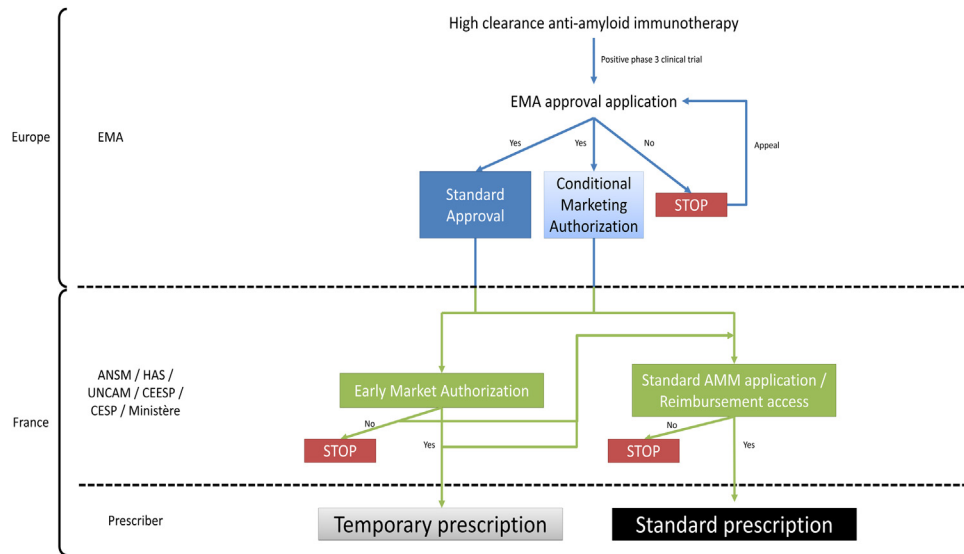 High clearance anti-amyloid immunotherapy
Positive phase 3 clinical trial
EMA approval application
Europe
EMA
Yes
Yes
No
Appeal
Standard
Approval
Conditional
Marketing
Authorization
STOP
ANSM / HAS /
UNCAM / CEESP /
CESP / Ministère
Early Market Authorization
Standard AMM application /
Reimbursement access
France
No
STOP
Yes
No
STOP
Yes
Prescriber
Temporary prescription
Standard prescription